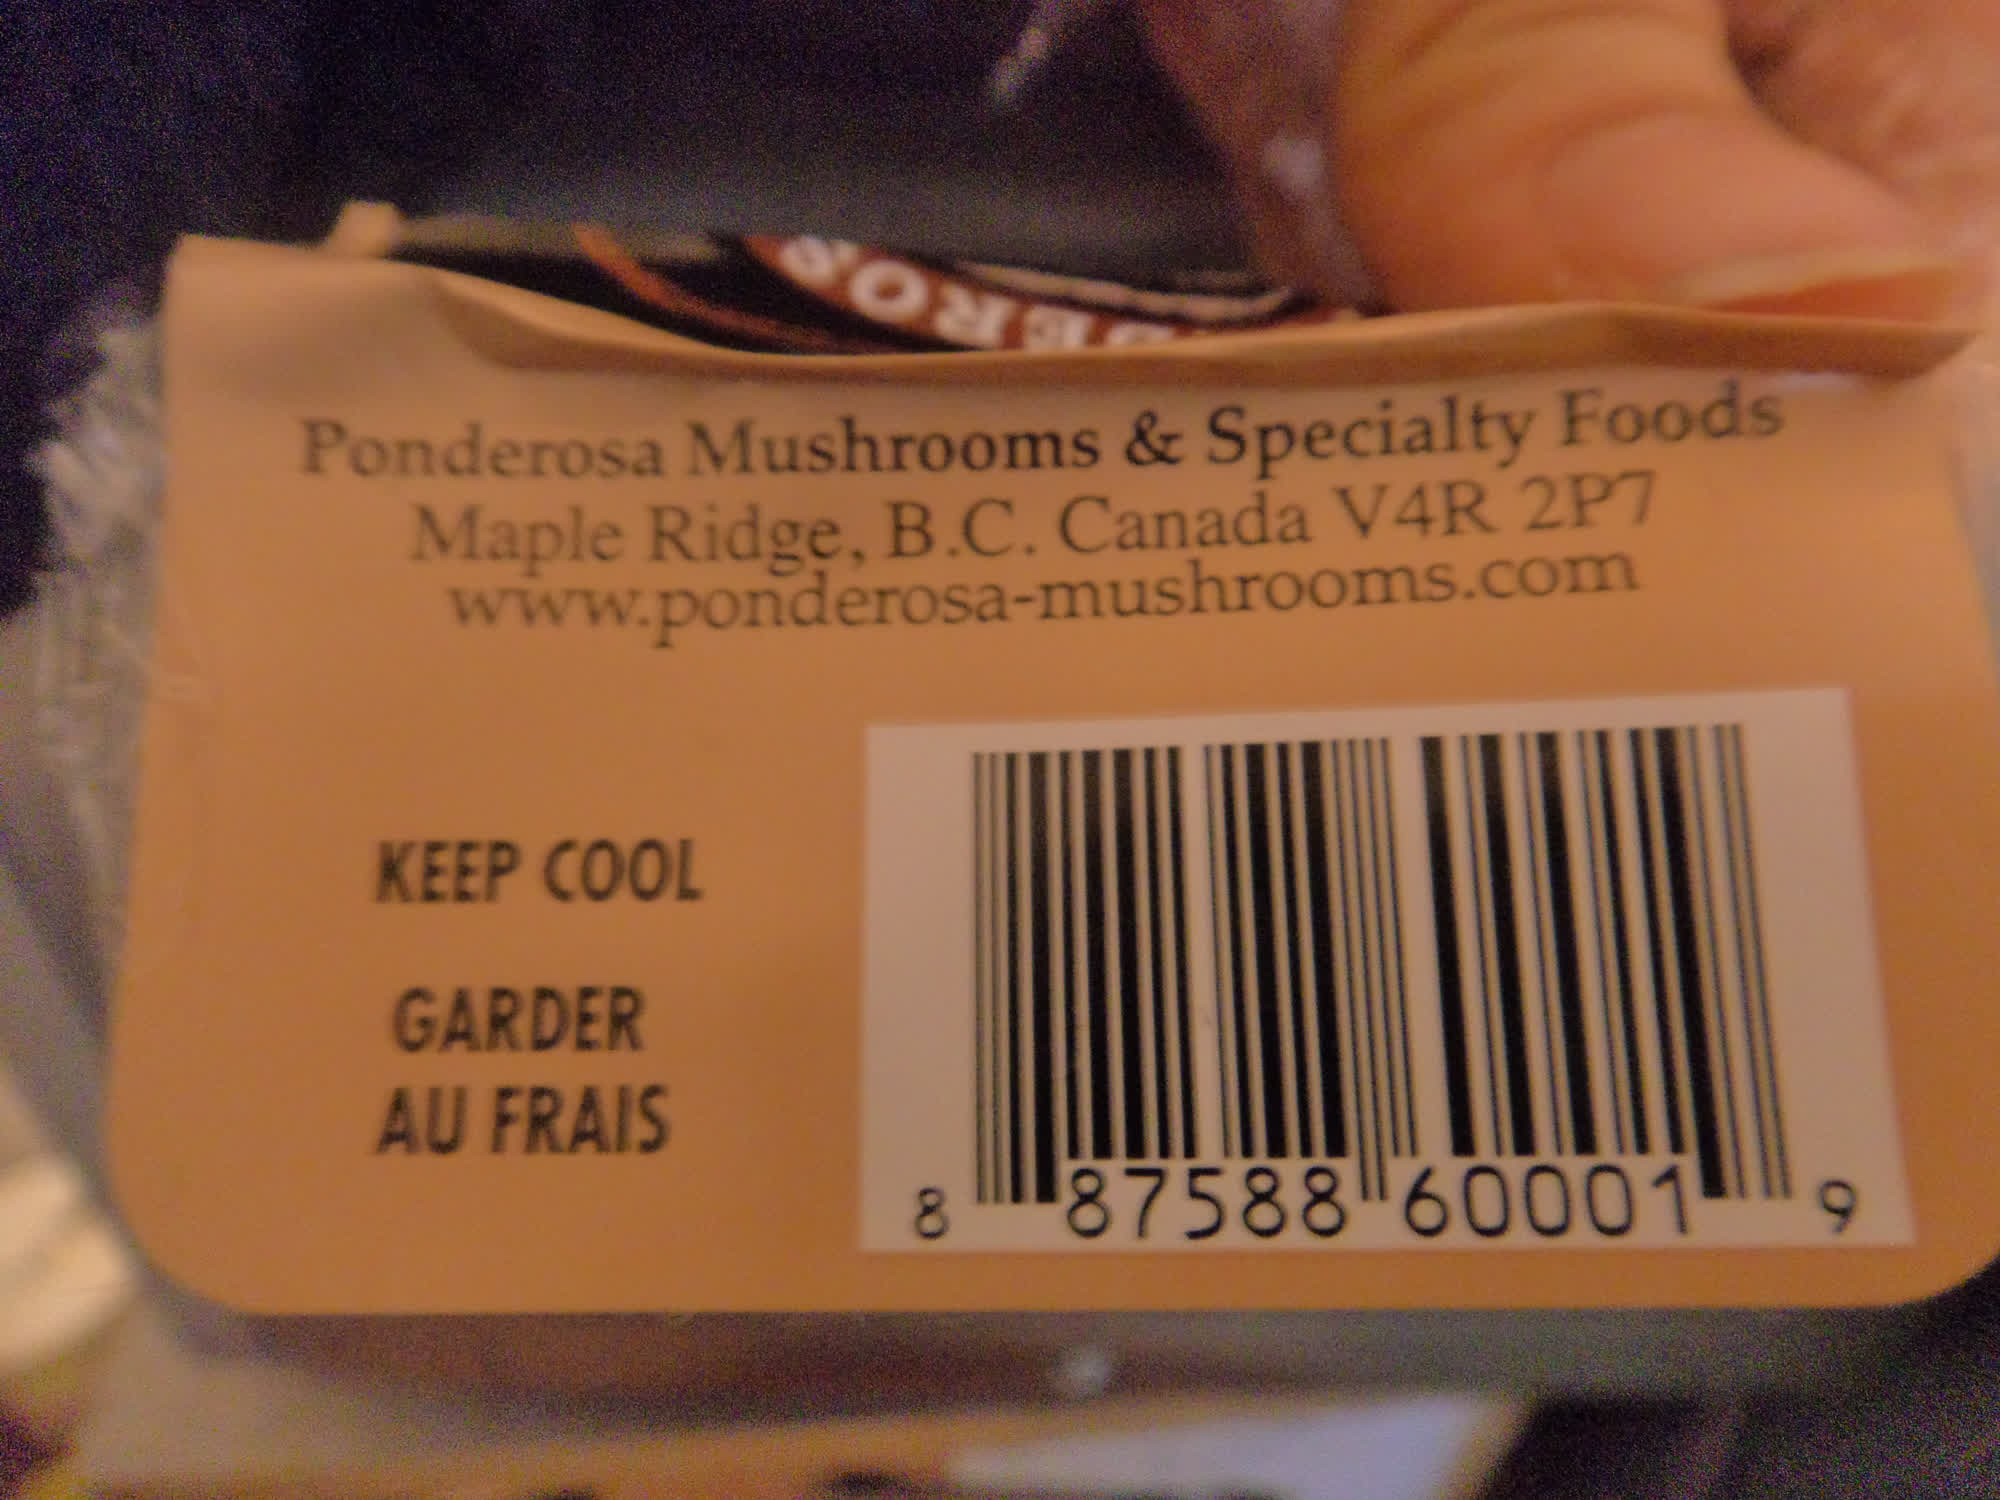 Ponderosa Mushrooms & Specialty Foods
Maple Ridge, B.C. Canada V4R 2P7
www.ponderosa-mushrooms.com
KEEP COOL
GARDER
AU FRAIS
8 87588 60001 9